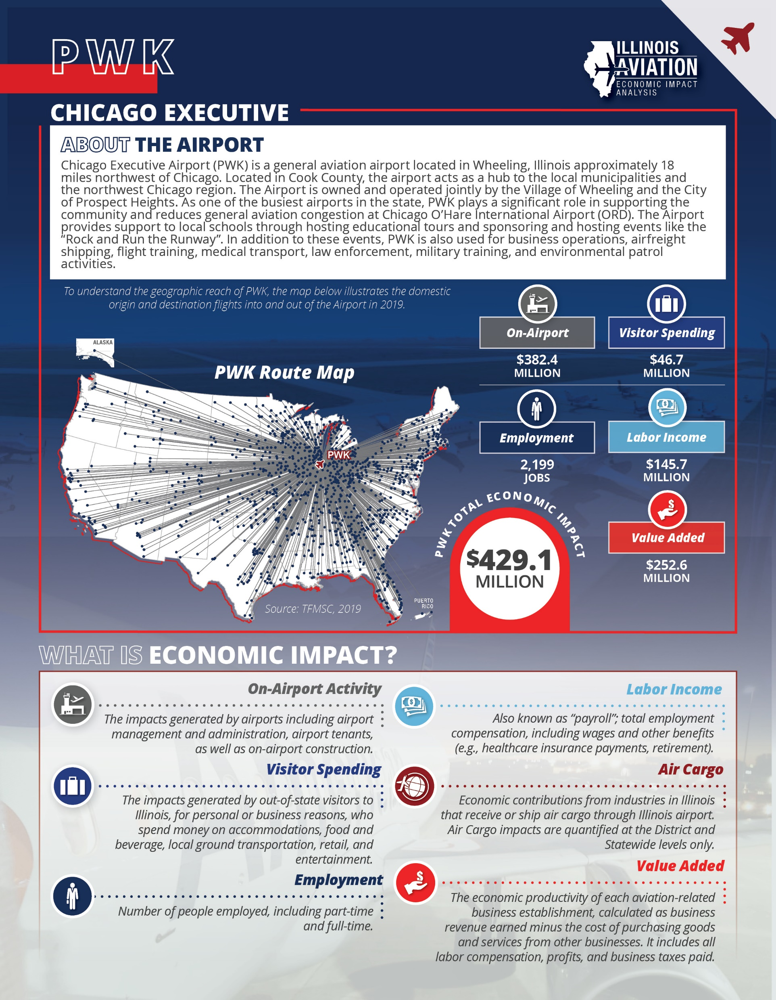 PWK
ILLINOIS
AVIATION
ECONOMIC IMPACT
ANALYSIS
CHICAGO EXECUTIVE
ABOUT THE AIRPORT
Chicago Executive Airport (PWK) is a general aviation airport located in Wheeling, Illinois approximately 18
miles northwest of Chicago. Located in Cook County, the airport acts as a hub to the local municipalities and
the northwest Chicago region. The Airport is owned and operated jointly by the Village of Wheeling and the City
of Prospect Heights. As one of the busiest airports in the state, PWK plays a significant role in supporting the
community and reduces general aviation congestion at Chicago O’Hare International Airport (ORD). The Airport
provides support to local schools through hosting educational tours and sponsoring and hosting events like the
“Rock and Run the Runway”. In addition to these events, PWK is also used for business operations, airfreight
shipping, flight training, medical transport, law enforcement, military training, and environmental patrol
activities.
To understand the geographic reach of PWK, the map below illustrates the domestic
origin and destination flights into and out of the Airport in 2019.
ALASKA
PWK Route Map
PWK
PUERTO
RICO
Source: TFMSC, 2019
On-Airport
$382.4
MILLION
Visitor Spending
$46.7
MILLION
Employment
2,199
JOBS
Labor Income
$145.7
MILLION
PWK TOTAL ECONOMIC IMPACT
$429.1
MILLION
Value Added
$252.6
MILLION
WHAT IS ECONOMIC IMPACT?
On-Airport Activity
The impacts generated by airports including airport
management and administration, airport tenants,
as well as on-airport construction.
Visitor Spending
The impacts generated by out-of-state visitors to
Illinois, for personal or business reasons, who
spend money on accommodations, food and
beverage, local ground transportation, retail, and
entertainment.
Employment
Number of people employed, including part-time
and full-time.
Labor Income
Also known as “payroll”; total employment
compensation, including wages and other benefits
(e.g., healthcare insurance payments, retirement).
Air Cargo
Economic contributions from industries in Illinois
that receive or ship air cargo through Illinois airport.
Air Cargo impacts are quantified at the District and
Statewide levels only.
Value Added
The economic productivity of each aviation-related
business establishment, calculated as business
revenue earned minus the cost of purchasing goods
and services from other businesses. It includes all
labor compensation, profits, and business taxes paid.